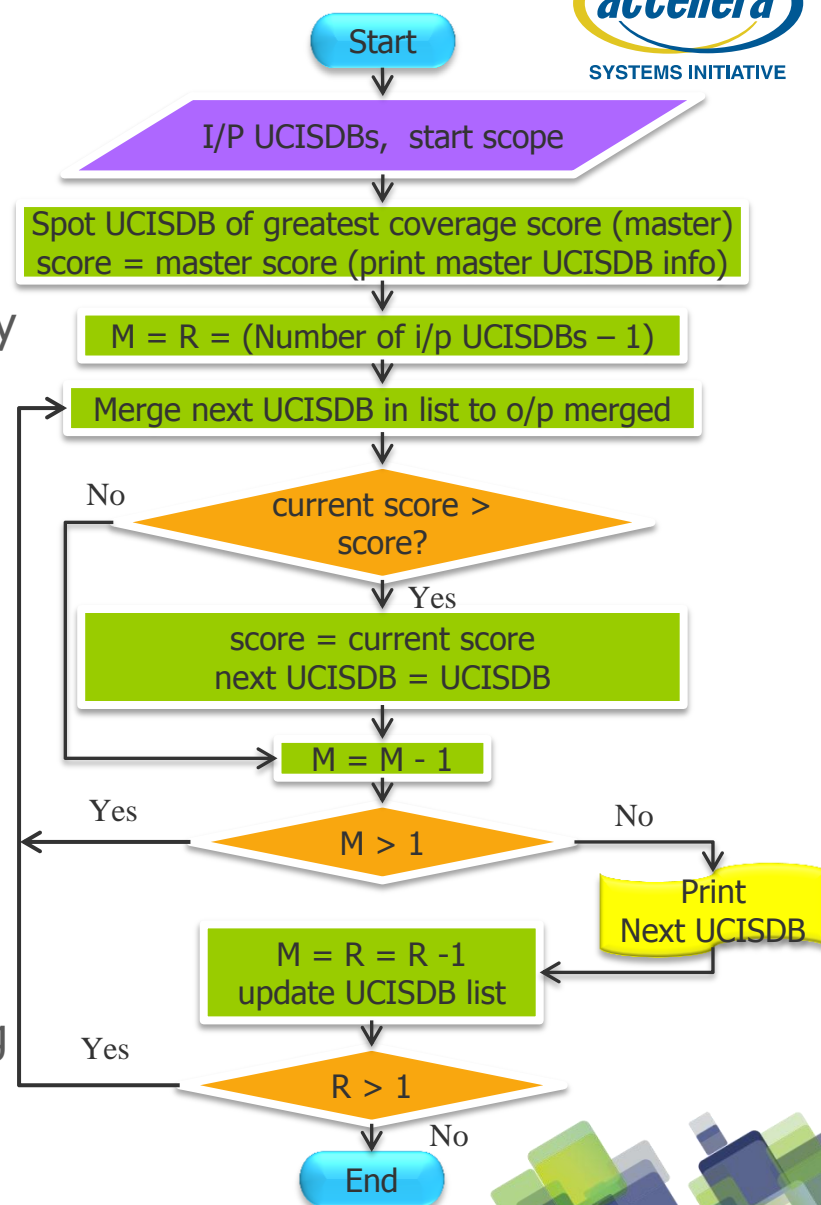 accellera
SYSTEMS INITIATIVE
Start
I/P UCISDBs, start scope
Spot UCISDB of greatest coverage score (master)
score = master score (print master UCISDB info)
y
M = R = (Number of i/p UCISDBs – 1)
Merge next UCISDB in list to o/p merged
No
current score >
score?
Yes
score = current score
next UCISDB = UCISDB
M = M - 1
Yes
M > 1
No
Print
Next UCISDB
M = R = R -1
update UCISDB list
g
Yes
R > 1
No
End